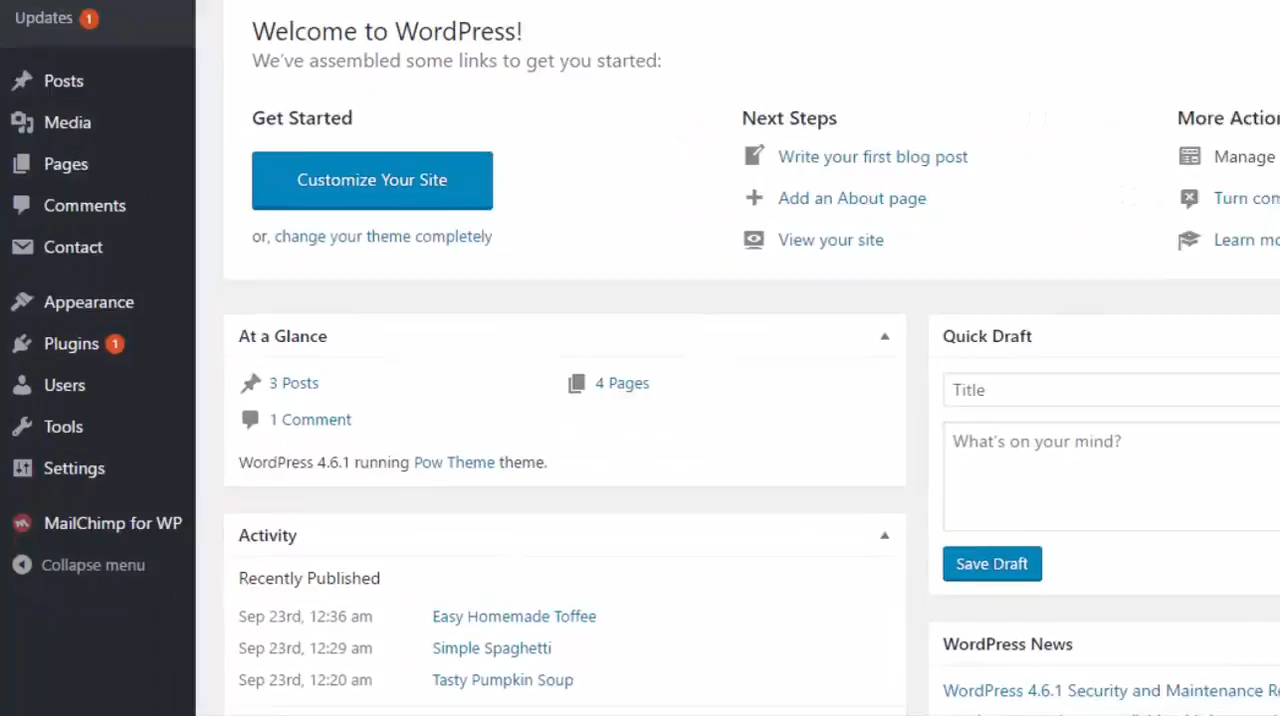 Updates 1
Posts
Media
Pages
Comments
Contact
Appearance
Plugins 1
Users
Tools
Settings
MailChimp for WP
Collapse menu
Welcome to WordPress!
We've assembled some links to get you started:
Get Started
Customize Your Site
or, change your theme completely
Next Steps
Write your first blog post
Add an About page
View your site
More Actio
Manage
Turn com
Learn mo
At a Glance
3 Posts
4 Pages
1 Comment
WordPress 4.6.1 running Pow Theme theme.
Activity
Recently Published
Sep 23rd, 12:36 am Easy Homemade Toffee
Sep 23rd, 12:29 am Simple Spaghetti
Sep 23rd, 12:20 am Tasty Pumpkin Soup
Quick Draft
Title
What's on your mind?
Save Draft
WordPress News
WordPress 4.6.1 Security and Maintenance Re